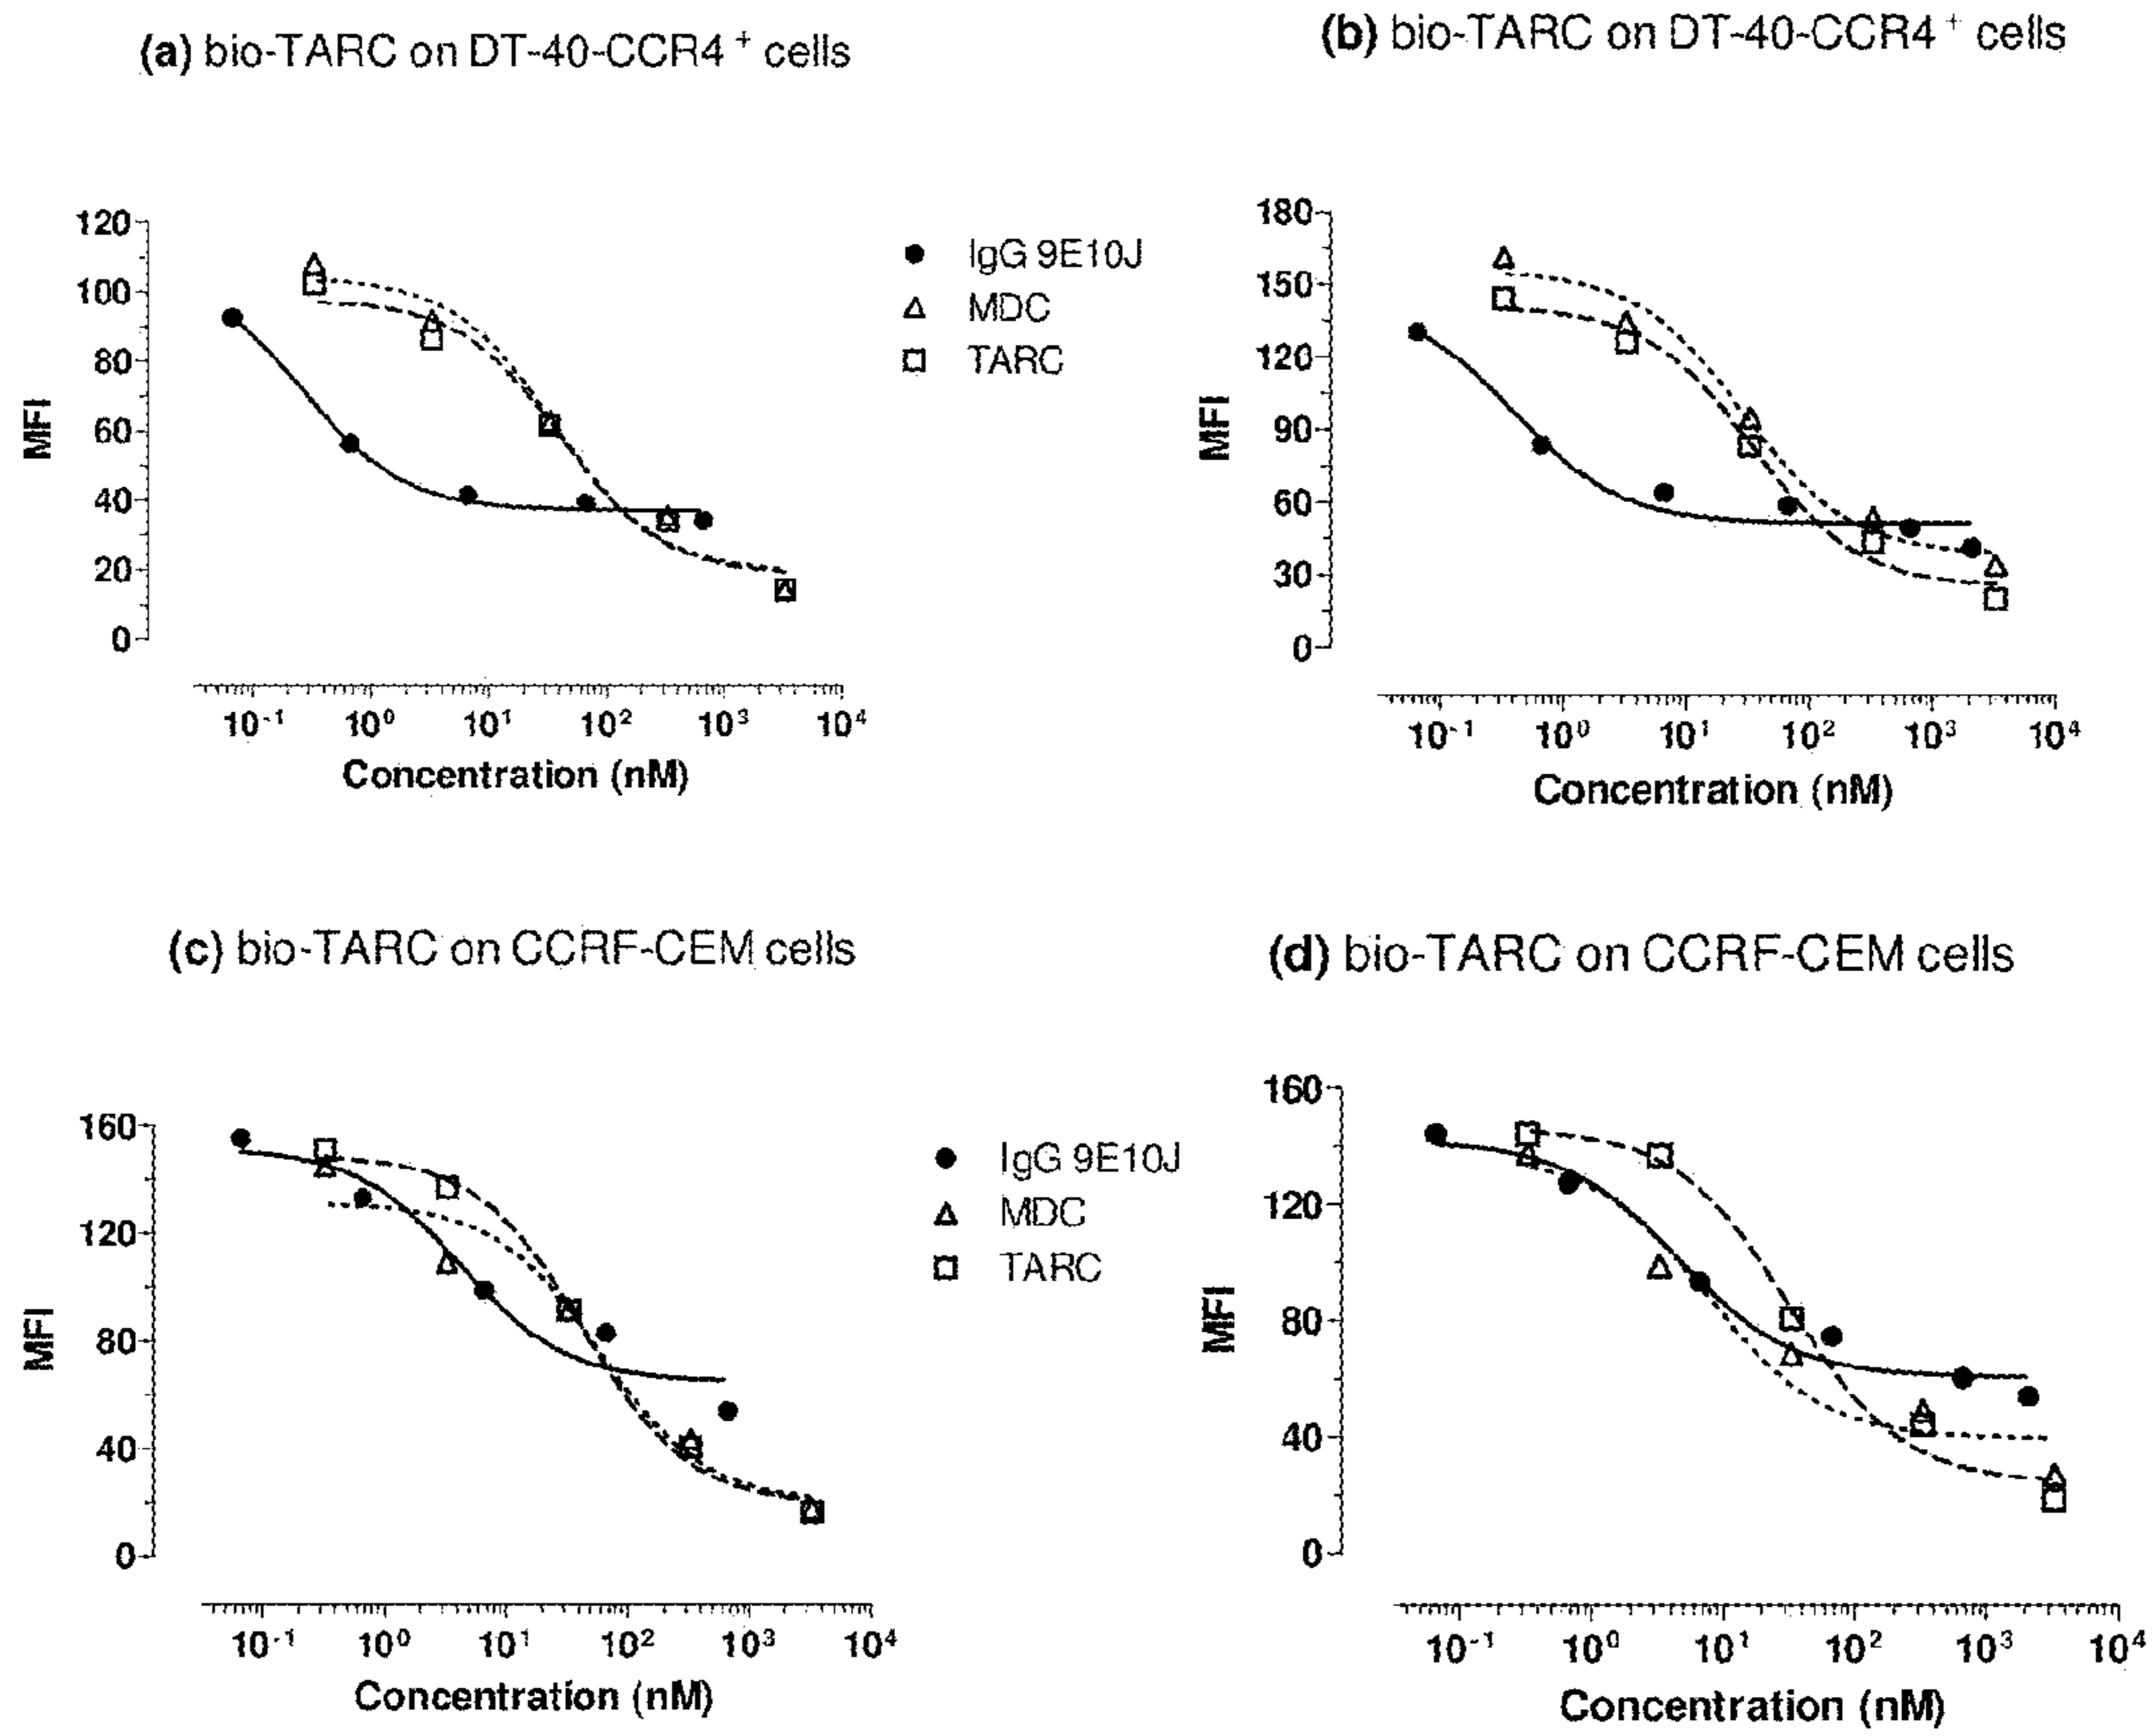 (a) bio-TARC on DT-40-CCR4 + cells
120
100
80
60
40
20
0
MFI
10-1 10⁰ 10¹ 10² 10³ 10⁴
Concentration (nM)
IgG 9E10J
MDC
TARC
(b) bio-TARC on DT-40-CCR4 + cells
180
150
120
90
60
30
0
MFI
10-1 10⁰ 10¹ 10² 10³ 10⁴
Concentration (nM)
(c) bio-TARC on CCRF-CEM cells
160
120
80
40
0
MFI
10-1 10⁰ 10¹ 10² 10³ 10⁴
Concentration (nM)
IgG 9E10J
MDC
TARC
(d) bio-TARC on CCRF-CEM cells
160
120
80
40
0
MFI
10-1 10⁰ 10¹ 10² 10³ 10⁴
Concentration (nM)